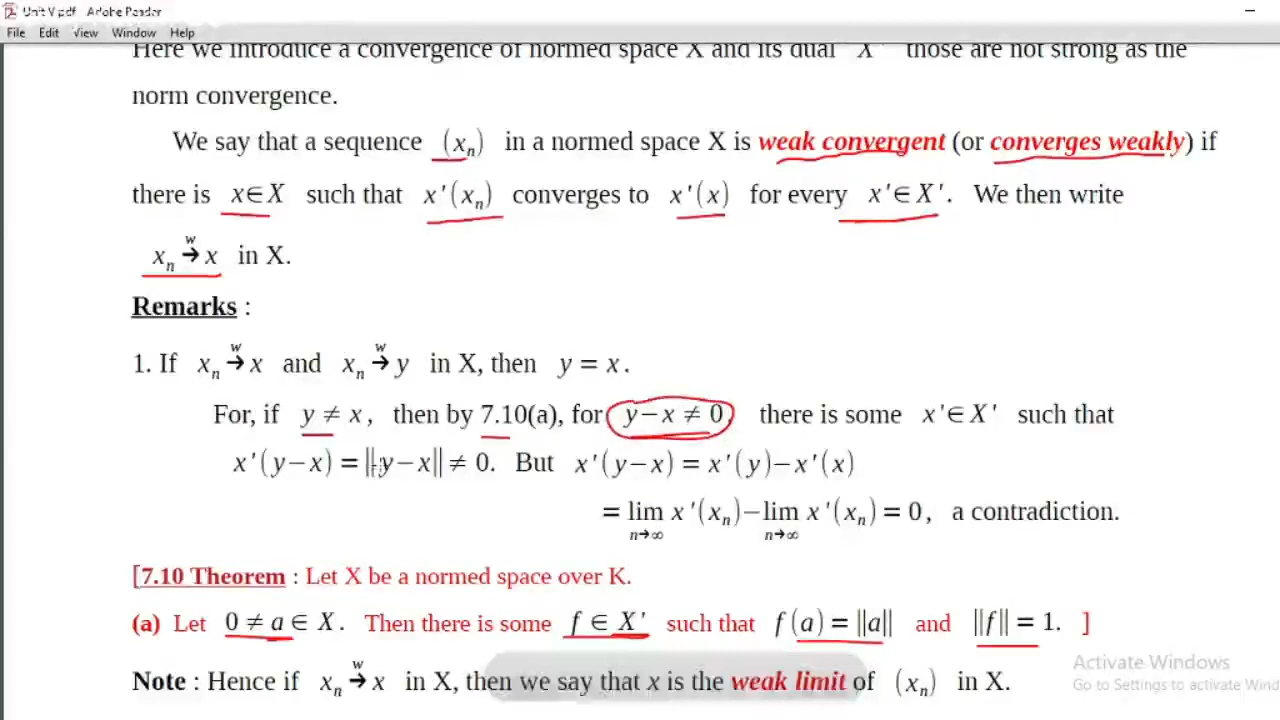 Unit V.pdf - Adobe Reader
File Edit View Window Help
Here we introduce a convergence of normed space X and its dual X' those are not strong as the
norm convergence.
We say that a sequence (xₙ) in a normed space X is weak convergent (or converges weakly) if
there is x∈X such that x'(xₙ) converges to x'(x) for every x'∈X'. We then write
xₙ →ʷ x in X.
Remarks :
1. If xₙ →ʷ x and xₙ →ʷ y in X, then y = x.
For, if y ≠ x, then by 7.10(a), for y−x ≠ 0, there is some x'∈X' such that
x'(y−x) = ‖y−x‖ ≠ 0. But x'(y−x) = x'(y)−x'(x)
= lim x'(xₙ) − lim x'(xₙ) = 0, a contradiction.
n→∞ n→∞
[7.10 Theorem : Let X be a normed space over K.
(a) Let 0 ≠ a ∈ X. Then there is some f ∈ X' such that f(a) = ‖a‖ and ‖f‖ = 1. ]
Note : Hence if xₙ →ʷ x in X, then we say that x is the weak limit of (xₙ) in X.
Activate Windows
Go to Settings to activate Wind